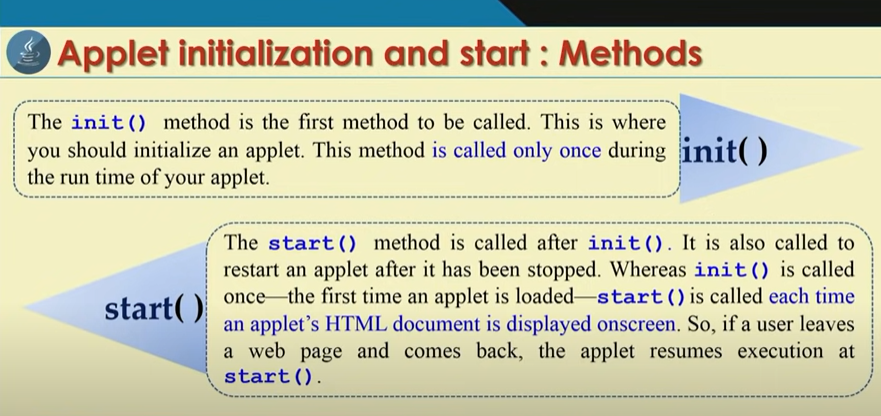 Applet initialization and start : Methods
The init() method is the first method to be called. This is where
you should initialize an applet. This method is called only once during
the run time of your applet.
init( )
The start() method is called after init(). It is also called to
restart an applet after it has been stopped. Whereas init() is called
once—the first time an applet is loaded—start() is called each time
an applet's HTML document is displayed onscreen. So, if a user leaves
a web page and comes back, the applet resumes execution at
start().
start( )